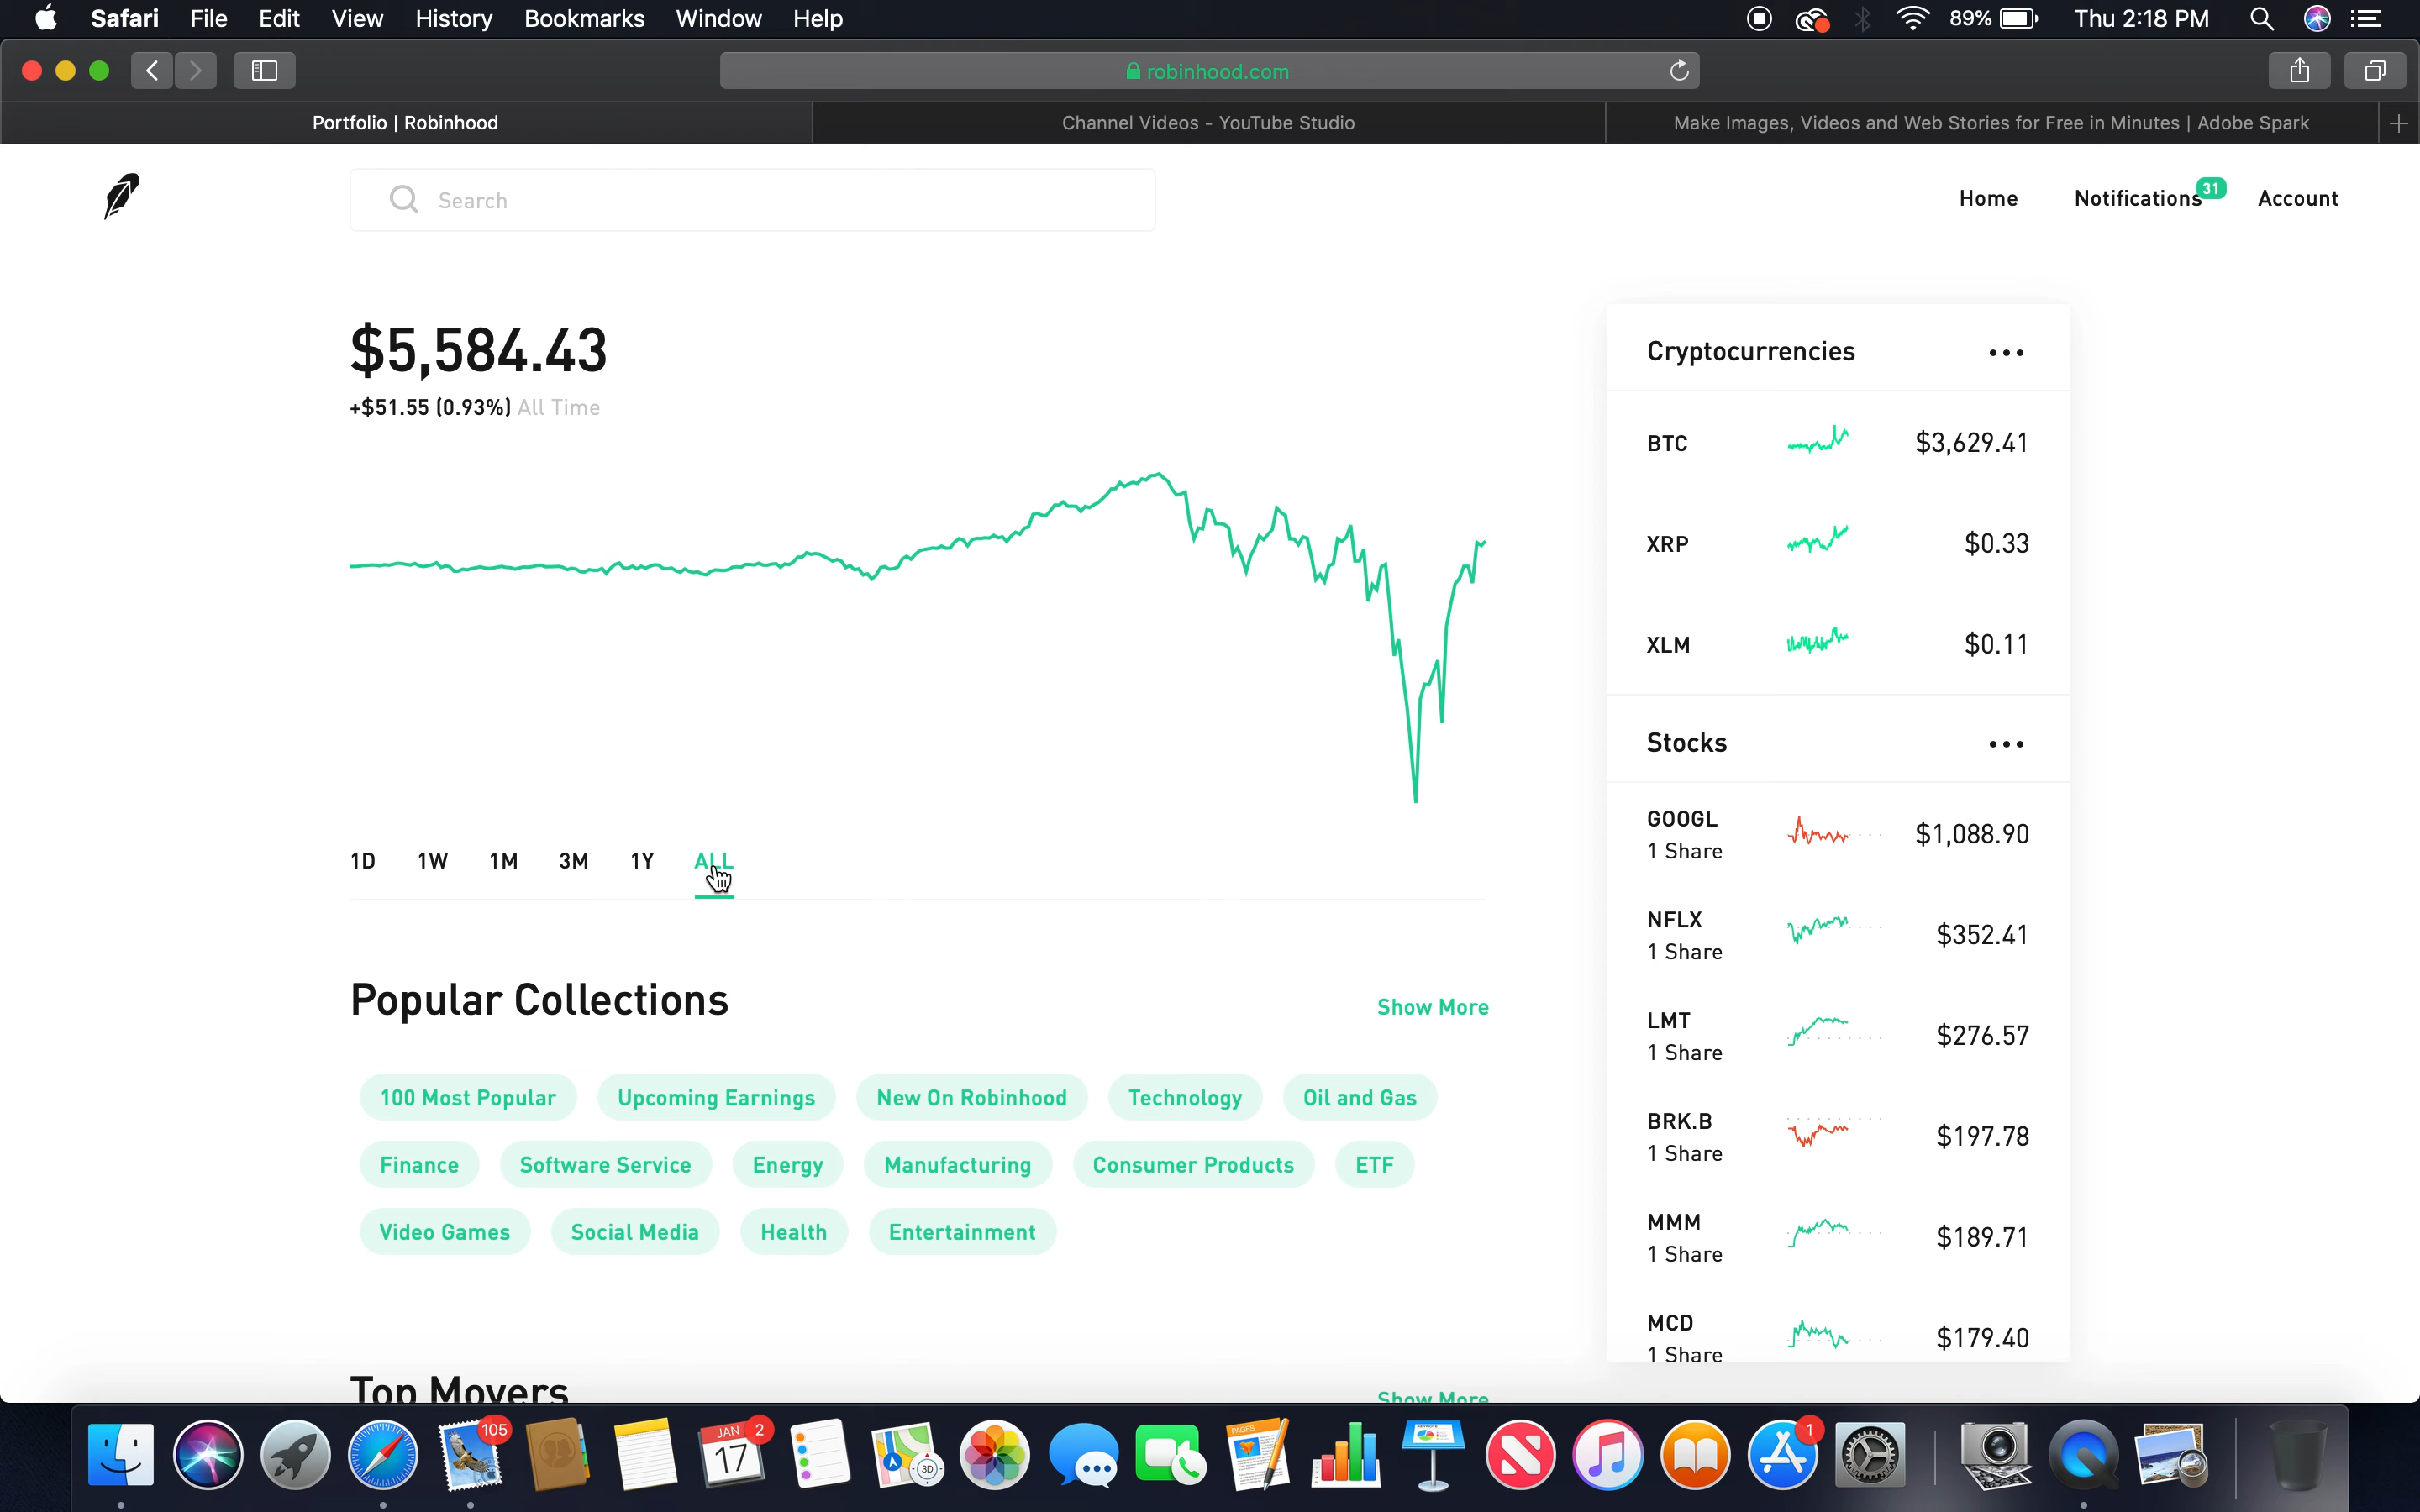 Safari File Edit View History Bookmarks Window Help 89% Thu 2:18 PM
robinhood.com
Portfolio | Robinhood Channel Videos - YouTube Studio Make Images, Videos and Web Stories for Free in Minutes | Adobe Spark
Search Home Notifications 31 Account
$5,584.43
+$51.55 (0.93%) All Time
1D 1W 1M 3M 1Y ALL
Popular Collections Show More
100 Most Popular Upcoming Earnings New On Robinhood Technology Oil and Gas
Finance Software Service Energy Manufacturing Consumer Products ETF
Video Games Social Media Health Entertainment
Top Movers Show More
Cryptocurrencies
BTC $3,629.41
XRP $0.33
XLM $0.11
Stocks
GOOGL $1,088.90
1 Share
NFLX $352.41
1 Share
LMT $276.57
1 Share
BRK.B $197.78
1 Share
MMM $189.71
1 Share
MCD $179.40
1 Share
105 JAN 17 2 3D PAGES 1